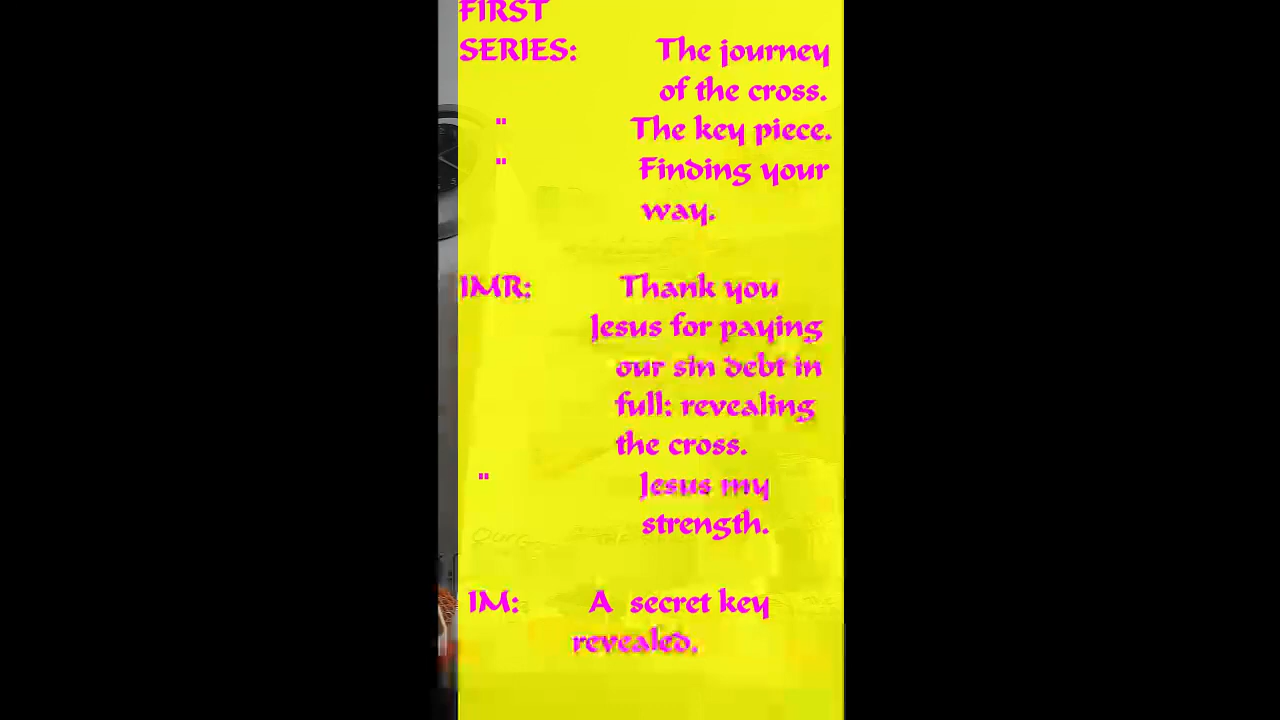 FIRST
SERIES: The journey
of the cross.
" The key piece.
" Finding your
way.
IMR: Thank you
Jesus for paying
our sin debt in
full: revealing
the cross.
" Jesus my
strength.
IM: A secret key
revealed.